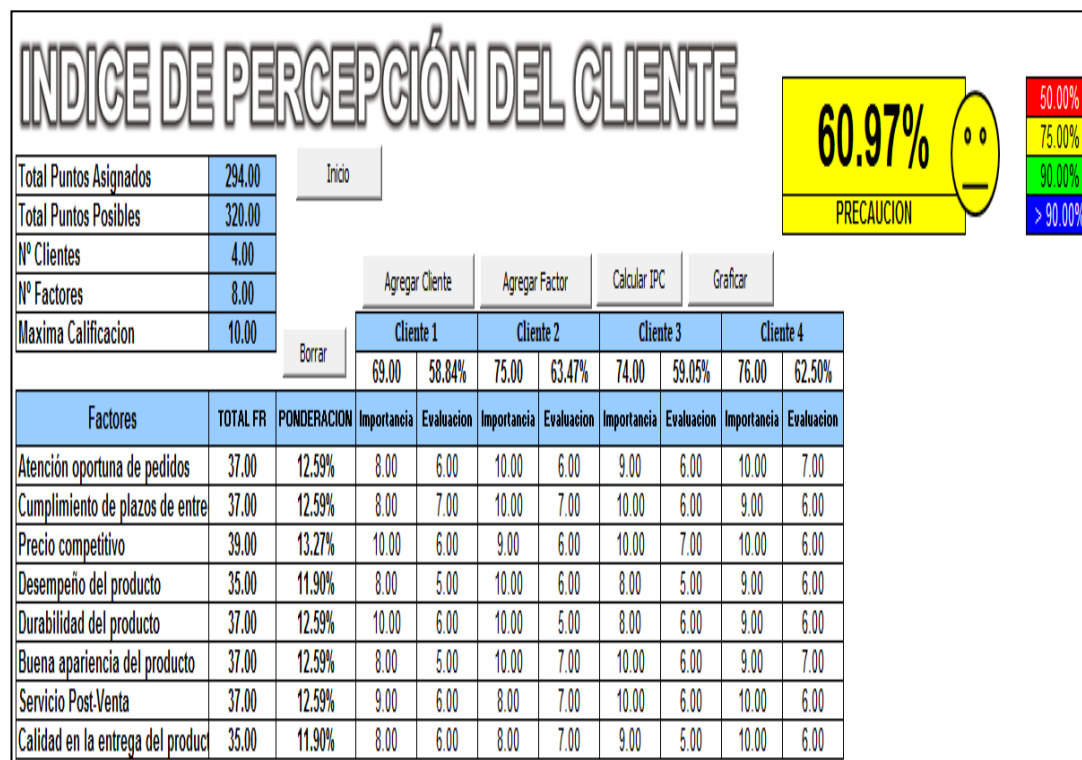 INDICE DE PERCEPCIÓN DEL CLIENTE
60.97%
PRECAUCION
50.00%
75.00%
90.00%
> 90.00%
Total Puntos Asignados 294.00
Total Puntos Posibles 320.00
Nº Clientes 4.00
Nº Factores 8.00
Maxima Calificacion 10.00
Inicio
Agregar Cliente Agregar Factor Calcular IPC Graficar
Borrar
Cliente 1 Cliente 2 Cliente 3 Cliente 4
69.00 58.84% 75.00 63.47% 74.00 59.05% 76.00 62.50%
Factores TOTAL FR PONDERACION Importancia Evaluacion Importancia Evaluacion Importancia Evaluacion Importancia Evaluacion
Atención oportuna de pedidos 37.00 12.59% 8.00 6.00 10.00 6.00 9.00 6.00 10.00 7.00
Cumplimiento de plazos de entre 37.00 12.59% 8.00 7.00 10.00 7.00 10.00 6.00 9.00 6.00
Precio competitivo 39.00 13.27% 10.00 6.00 9.00 6.00 10.00 7.00 10.00 6.00
Desempeño del producto 35.00 11.90% 8.00 5.00 10.00 6.00 8.00 5.00 9.00 6.00
Durabilidad del producto 37.00 12.59% 10.00 6.00 10.00 5.00 8.00 6.00 9.00 6.00
Buena apariencia del producto 37.00 12.59% 8.00 5.00 10.00 7.00 10.00 6.00 9.00 7.00
Servicio Post-Venta 37.00 12.59% 9.00 6.00 8.00 7.00 10.00 6.00 10.00 6.00
Calidad en la entrega del product 35.00 11.90% 8.00 6.00 8.00 7.00 9.00 5.00 10.00 6.00